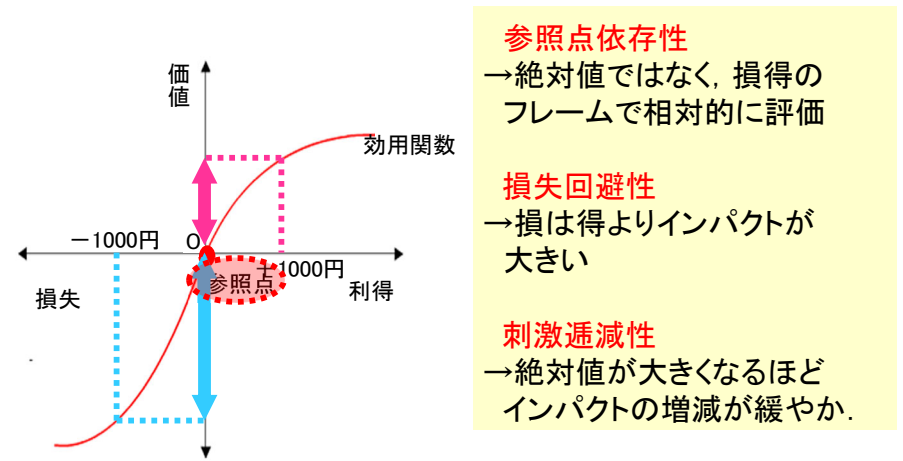 価値
効用関数
－1000円
O
＋1000円
参照点
損失
利得
参照点依存性
→絶対値ではなく, 損得の
フレームで相対的に評価
損失回避性
→損は得よりインパクトが
大きい
刺激逓減性
→絶対値が大きくなるほど
インパクトの増減が緩やか.